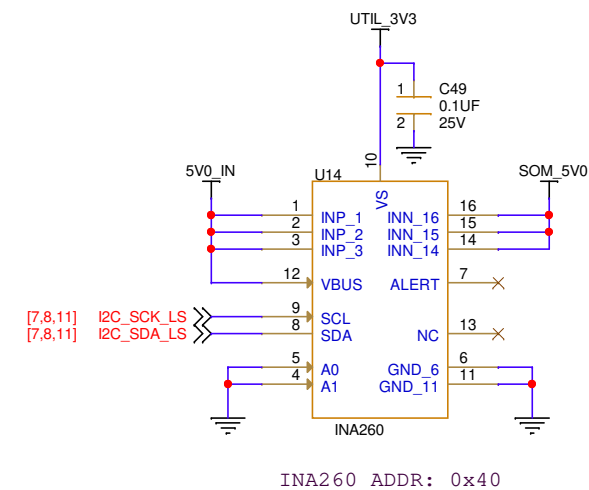 UTIL_3V3
1 C49
0.1UF
2 25V
10
5V0_IN U14 SOM_5V0
VS
1 INP_1 INN_16 16
2 INP_2 INN_15 15
3 INP_3 INN_14 14
12 VBUS ALERT 7
[7,8,11] I2C_SCK_LS 9 SCL
[7,8,11] I2C_SDA_LS 8 SDA NC 13
5 A0 GND_6 6
4 A1 GND_11 11
INA260
INA260 ADDR: 0x40